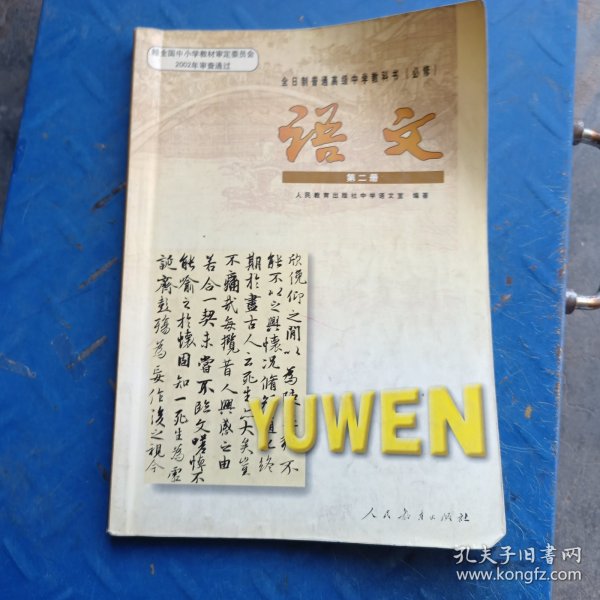 经全国中小学教材审定委员会
2002年审查通过
全日制普通高级中学教科书（必修）
语文
第二册
人民教育出版社中学语文室 编著
欣俛仰之閒以為陳
能不以之興懷況脩短
期於盡古人云死生亦大矣豈
不痛哉每攬昔人興感之由
若合一契未嘗不臨文嗟悼不
能喻之於懷固知一死生為虛
誕齊彭殤為妄作後之視今
YUWEN
人民教育出版社
孔夫子旧书网
www.kongfz.com